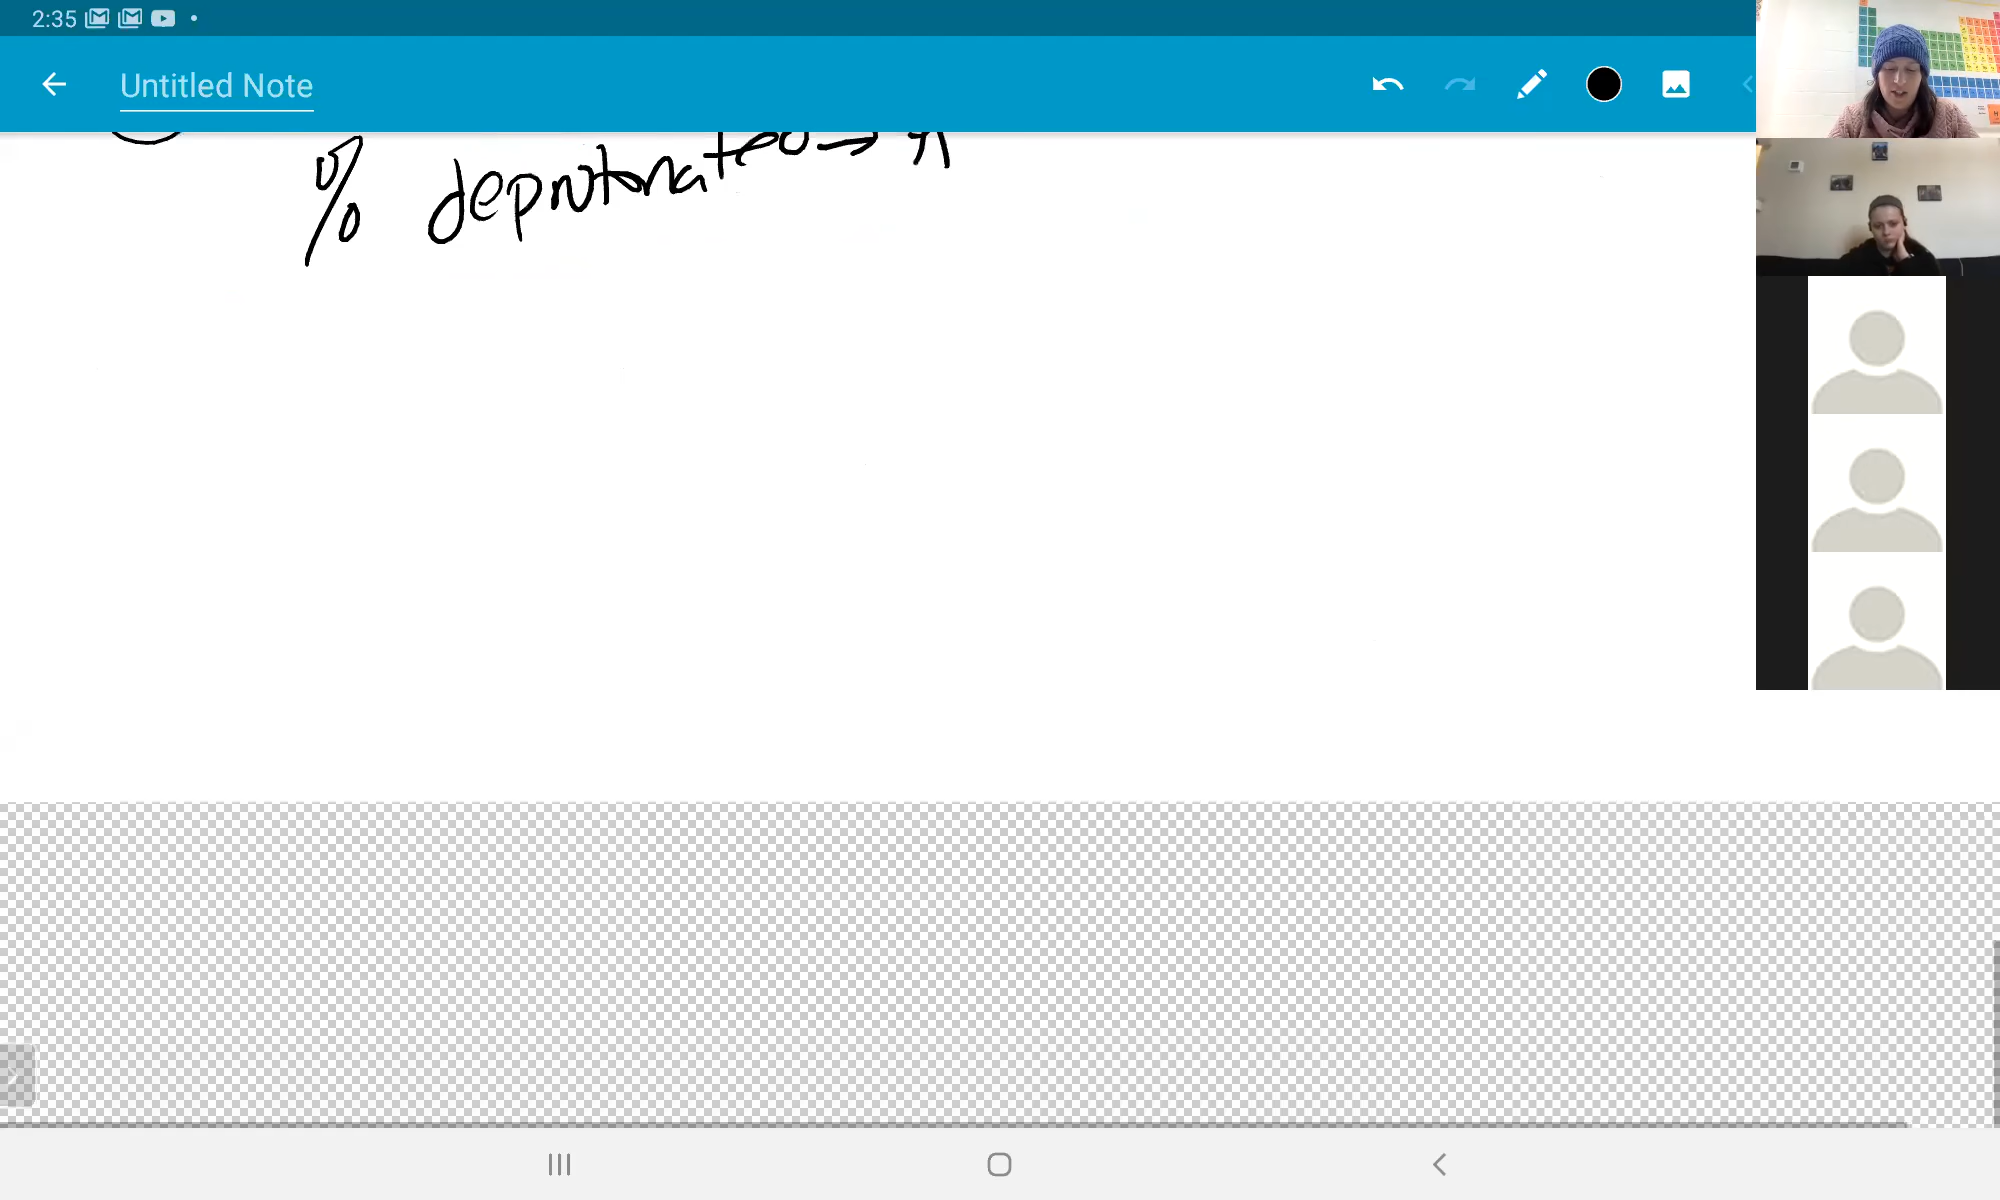 2:35
Untitled Note
% deprotonated →